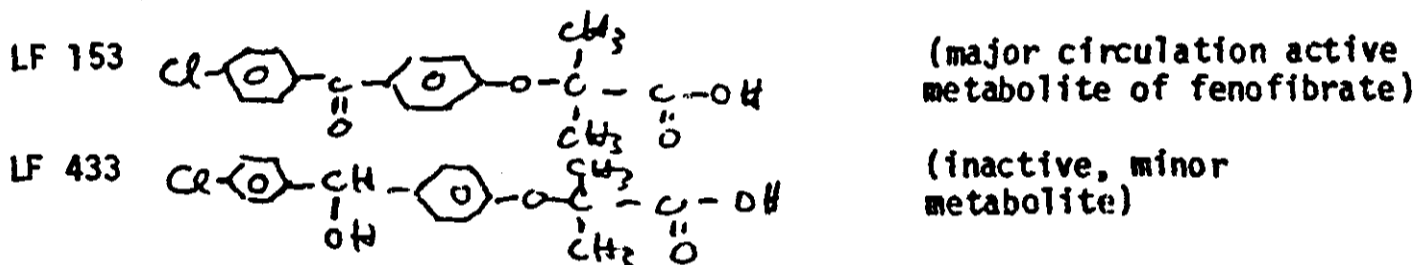 CH3
LF 153 Cl-⌬-C-⌬-O-C-C-OH (major circulation active
O CH3 O metabolite of fenofibrate)
CH3
LF 433 Cl-⌬-CH-⌬-O-C-C-OH (inactive, minor
OH CH3 O metabolite)